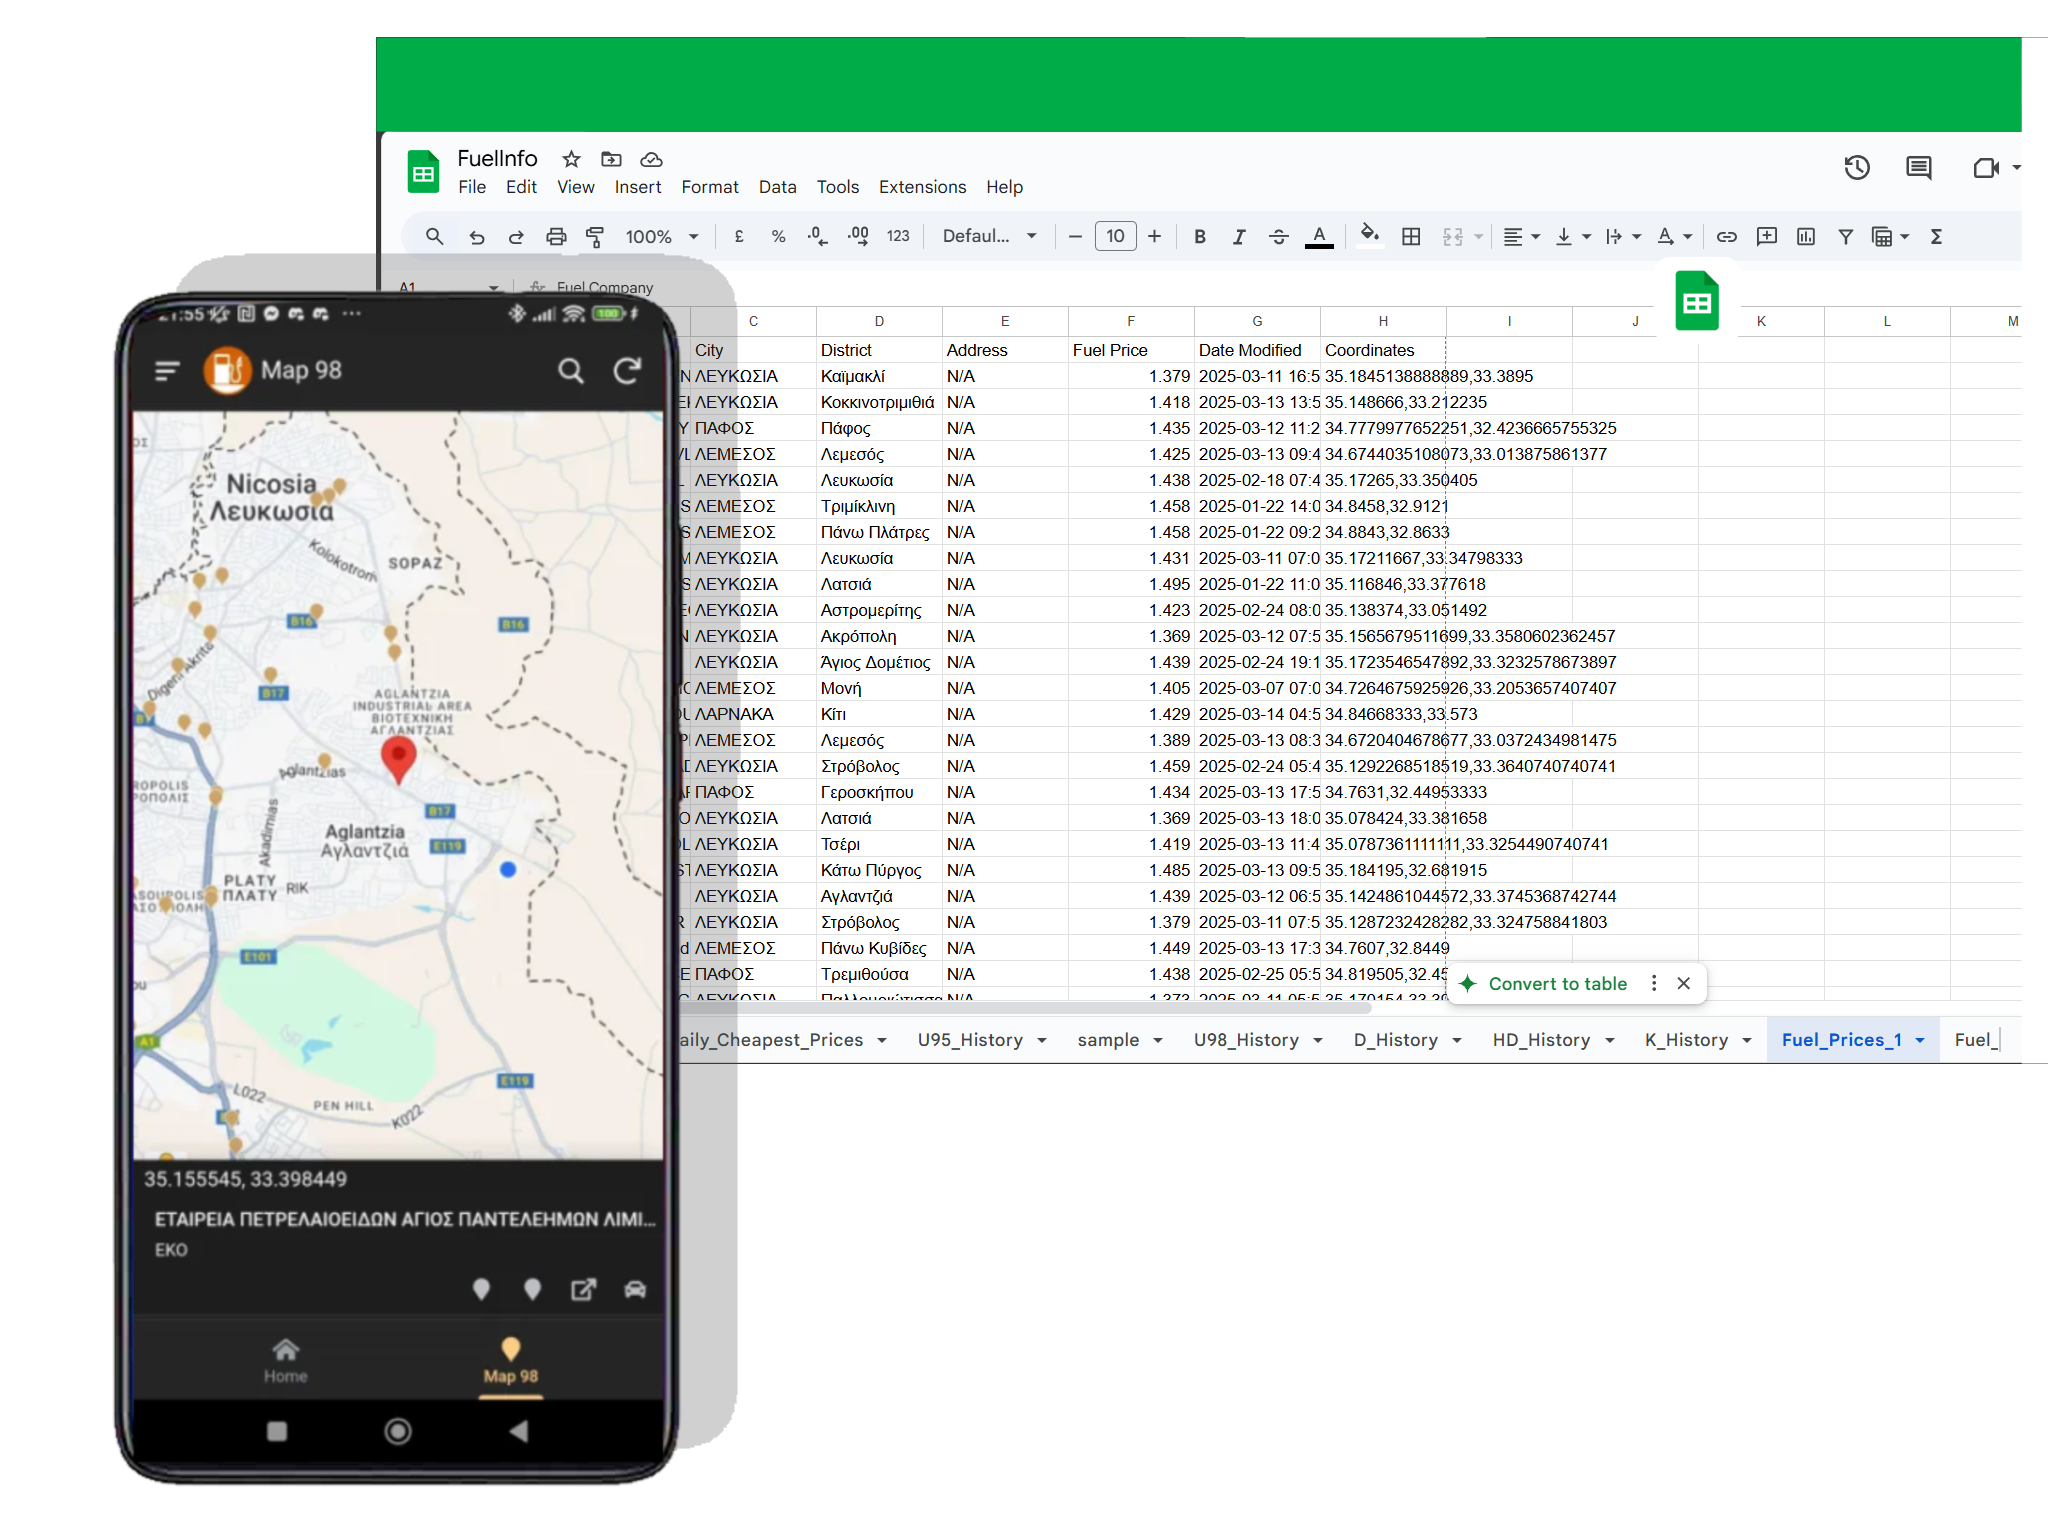 FuelInfo
File Edit View Insert Format Data Tools Extensions Help
100% £ % .0 .00 123 Defaul... 10 B I A Σ
A1 fx Fuel Company
C D E F G H I J K L M
City District Address Fuel Price Date Modified Coordinates
ΛΕΥΚΩΣΙΑ Καϊμακλί N/A 1.379 2025-03-11 16:5 35.1845138888889,33.3895
ΛΕΥΚΩΣΙΑ Κοκκινοτριμιθιά N/A 1.418 2025-03-13 13:5 35.148666,33.212235
ΠΑΦΟΣ Πάφος N/A 1.435 2025-03-12 11:2 34.7779977652251,32.4236665755325
ΛΕΜΕΣΟΣ Λεμεσός N/A 1.425 2025-03-13 09:4 34.6744035108073,33.013875861377
ΛΕΥΚΩΣΙΑ Λευκωσία N/A 1.438 2025-02-18 07:4 35.17265,33.350405
ΛΕΜΕΣΟΣ Τριμίκλινη N/A 1.458 2025-01-22 14:0 34.8458,32.9121
ΛΕΜΕΣΟΣ Πάνω Πλάτρες N/A 1.458 2025-01-22 09:2 34.8843,32.8633
ΛΕΥΚΩΣΙΑ Λευκωσία N/A 1.431 2025-03-11 07:0 35.17211667,33.34798333
ΛΕΥΚΩΣΙΑ Λατσιά N/A 1.495 2025-01-22 11:0 35.116846,33.377618
ΛΕΥΚΩΣΙΑ Αστρομερίτης N/A 1.423 2025-02-24 08:0 35.138374,33.051492
ΛΕΥΚΩΣΙΑ Ακρόπολη N/A 1.369 2025-03-12 07:5 35.1565679511699,33.3580602362457
ΛΕΥΚΩΣΙΑ Άγιος Δομέτιος N/A 1.439 2025-02-24 19:1 35.1723546547892,33.3232578673897
ΛΕΜΕΣΟΣ Μονή N/A 1.405 2025-03-07 07:0 34.7264675925926,33.2053657407407
ΛΑΡΝΑΚΑ Κίτι N/A 1.429 2025-03-14 04:5 34.84668333,33.573
ΛΕΜΕΣΟΣ Λεμεσός N/A 1.389 2025-03-13 08:3 34.6720404678677,33.0372434981475
ΛΕΥΚΩΣΙΑ Στρόβολος N/A 1.459 2025-02-24 05:4 35.1292268518519,33.3640740740741
ΠΑΦΟΣ Γεροσκήπου N/A 1.434 2025-03-13 17:5 34.7631,32.44953333
ΛΕΥΚΩΣΙΑ Λατσιά N/A 1.369 2025-03-13 18:0 35.078424,33.381658
ΛΕΥΚΩΣΙΑ Τσέρι N/A 1.419 2025-03-13 11:4 35.0787361111111,33.3254490740741
ΛΕΥΚΩΣΙΑ Κάτω Πύργος N/A 1.485 2025-03-13 09:5 35.184195,32.681915
ΛΕΥΚΩΣΙΑ Αγλαντζιά N/A 1.439 2025-03-12 06:5 35.1424861044572,33.3745368742744
ΛΕΥΚΩΣΙΑ Στρόβολος N/A 1.379 2025-03-11 07:5 35.1287232428282,33.324758841803
ΛΕΜΕΣΟΣ Πάνω Κυβίδες N/A 1.449 2025-03-13 17:3 34.7607,32.8449
ΠΑΦΟΣ Τρεμιθούσα N/A 1.438 2025-02-25 05:5 34.819505,32.45
Convert to table
aily_Cheapest_Prices U95_History sample U98_History D_History HD_History K_History Fuel_Prices_1 Fuel_
21:55 100
Map 98
Nicosia
Λευκωσία
Kolokotroni
SOPAZ
B16
B16
Digeni Akrita
B17
AGLANTZIA
INDUSTRIAL AREA
ΒΙΟΤΕΧΝΙΚΗ
ΑΓΛΑΝΤΖΙΑΣ
Aglantzias
ROPOLIS
ΡΟΠΟΛΙΣ
Akadimias
B17
Aglantzia
Αγλαντζιά
E119
PLATY
ΠΛΑΤΥ
RIK
E101
A1
E119
L022
PEN HILL
K022
35.155545, 33.398449
ΕΤΑΙΡΕΙΑ ΠΕΤΡΕΛΑΙΟΕΙΔΩΝ ΑΓΙΟΣ ΠΑΝΤΕΛΕΗΜΩΝ ΛΙΜΙ...
EKO
Home Map 98